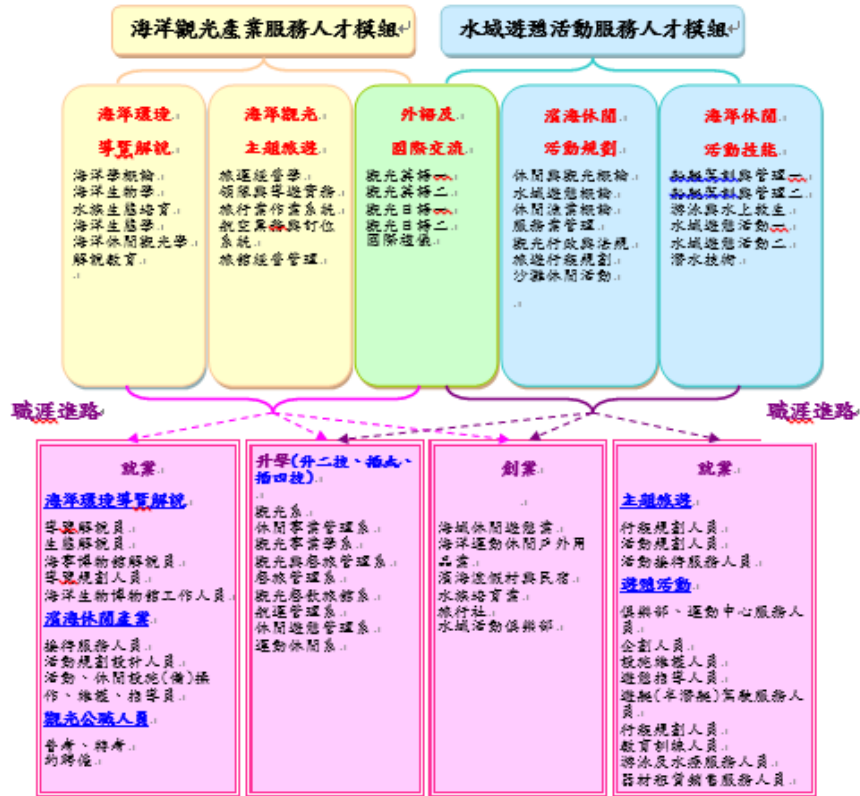 海洋觀光產業服務人才模組
水域遊憩活動服務人才模組
海洋環境
導覽解說
海洋學概論
海洋生物學
水族生態培育
海洋生態學
海洋休閒觀光學
解說教育
海洋觀光
主題旅遊
旅運經營學
領隊與導遊實務
旅行業作業系統
航空票務與訂位
系統
旅館經營管理
外語及
國際交流
觀光英語一
觀光英語二
觀光日語一
觀光日語二
國際禮儀
濱海休閒
活動規劃
休閒與觀光概論
水域遊憩概論
休閒漁業概論
服務業管理
觀光行政與法規
旅遊行程規劃
沙灘休閒活動
海洋休閒
活動技能
船艇駕訓與管理一
船艇駕訓與管理二
游泳與水上救生
水域遊憩活動一
水域遊憩活動二
潛水技術
職涯進路
職涯進路
就業
海洋環境導覽解說
導覽解說員
生態解說員
海事博物館解說員
導覽規劃人員
海洋生物博物館工作人員
濱海休閒產業
接待服務人員
活動規劃設計人員
活動、休閒設施(備)操
作、維護、指導員
觀光公職人員
普考、特考
約聘僱
升學(升二技、插大、
插四技)
觀光系
休閒事業管理系
觀光事業學系
觀光與餐旅管理系
餐旅管理系
觀光餐飲旅館系
航運管理系
休閒遊憩管理系
運動休閒系
創業
海域休閒遊憩業
海洋運動休閒戶外用
品業
濱海渡假村與民宿
水族培育業
旅行社
水域活動俱樂部
就業
主題旅遊
行程規劃人員
活動規劃人員
活動接待服務人員
遊憩活動
俱樂部、運動中心服務人
員
企劃人員
設施維護人員
遊憩指導人員
遊艇(半潛艇)駕駛服務人
員
行程規劃人員
教育訓練人員
游泳及水療服務人員
器材租賃銷售服務人員